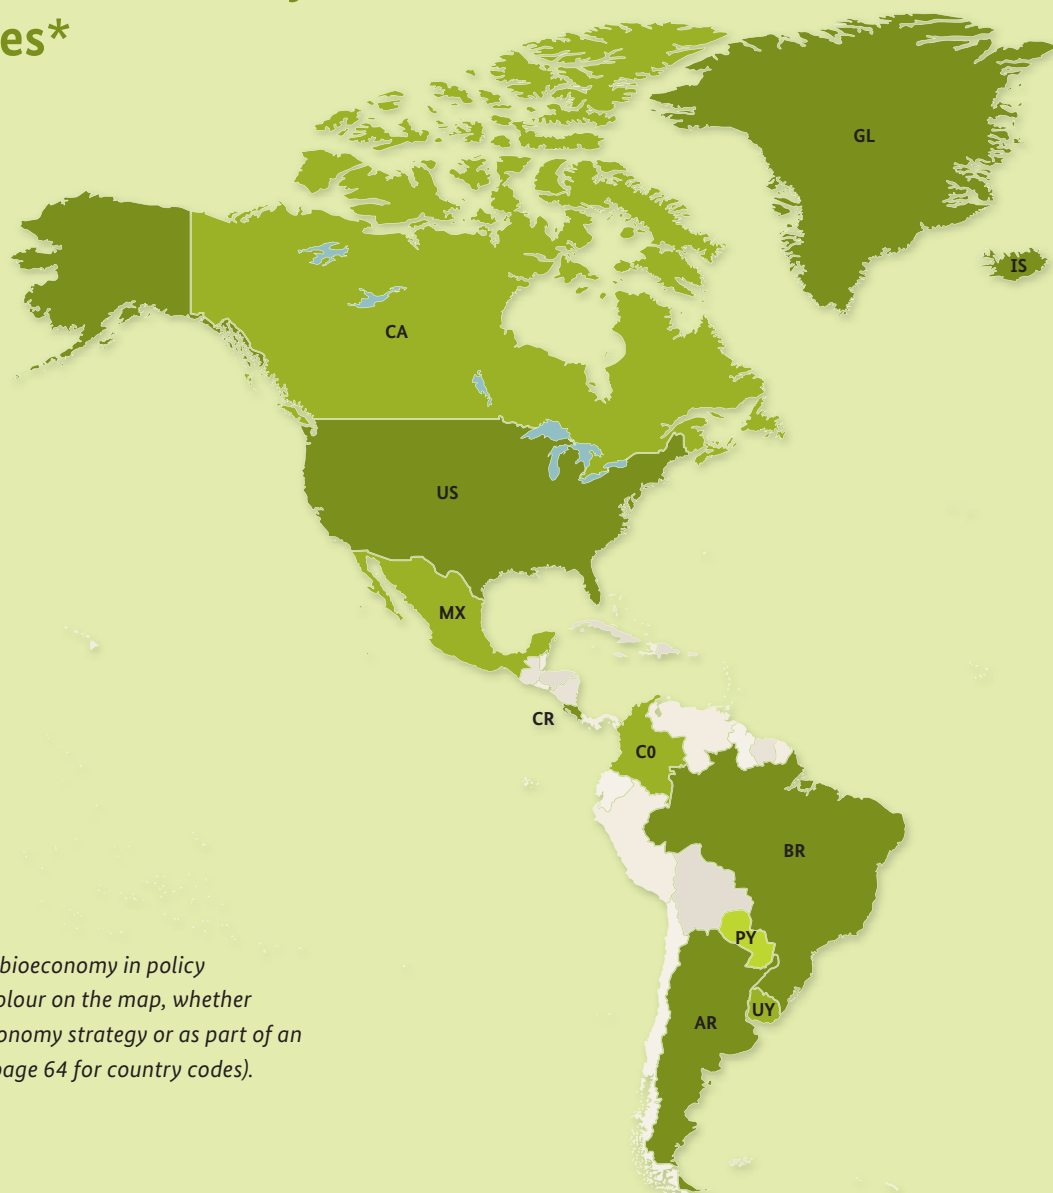 es*
GL
IS
CA
US
MX
CR
C0
BR
PY
UY
AR
bioeconomy in policy
olour on the map, whether
onomy strategy or as part of an
page 64 for country codes).